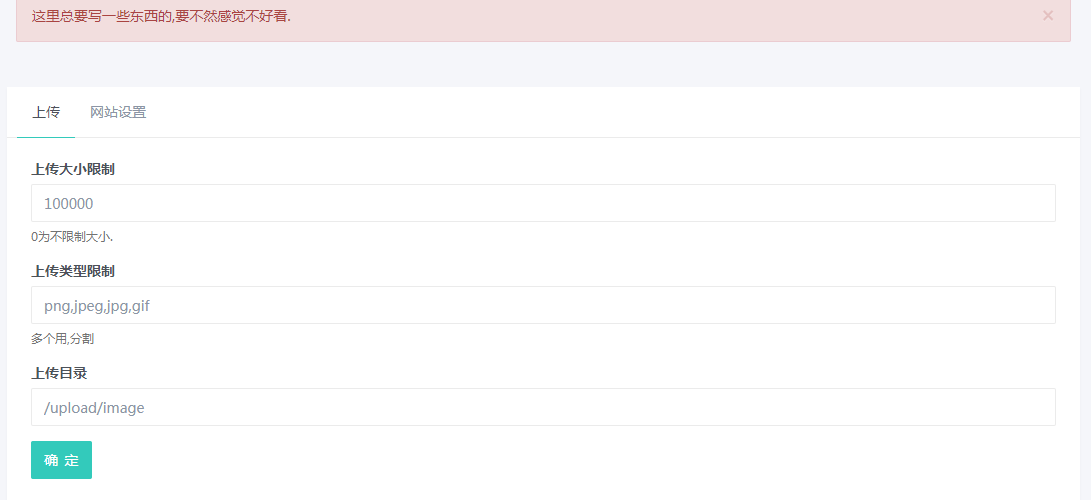 这里总要写一些东西的,要不然感觉不好看.
×
上传 网站设置
上传大小限制
100000
0为不限制大小.
上传类型限制
png,jpeg,jpg,gif
多个用,分割
上传目录
/upload/image
确 定